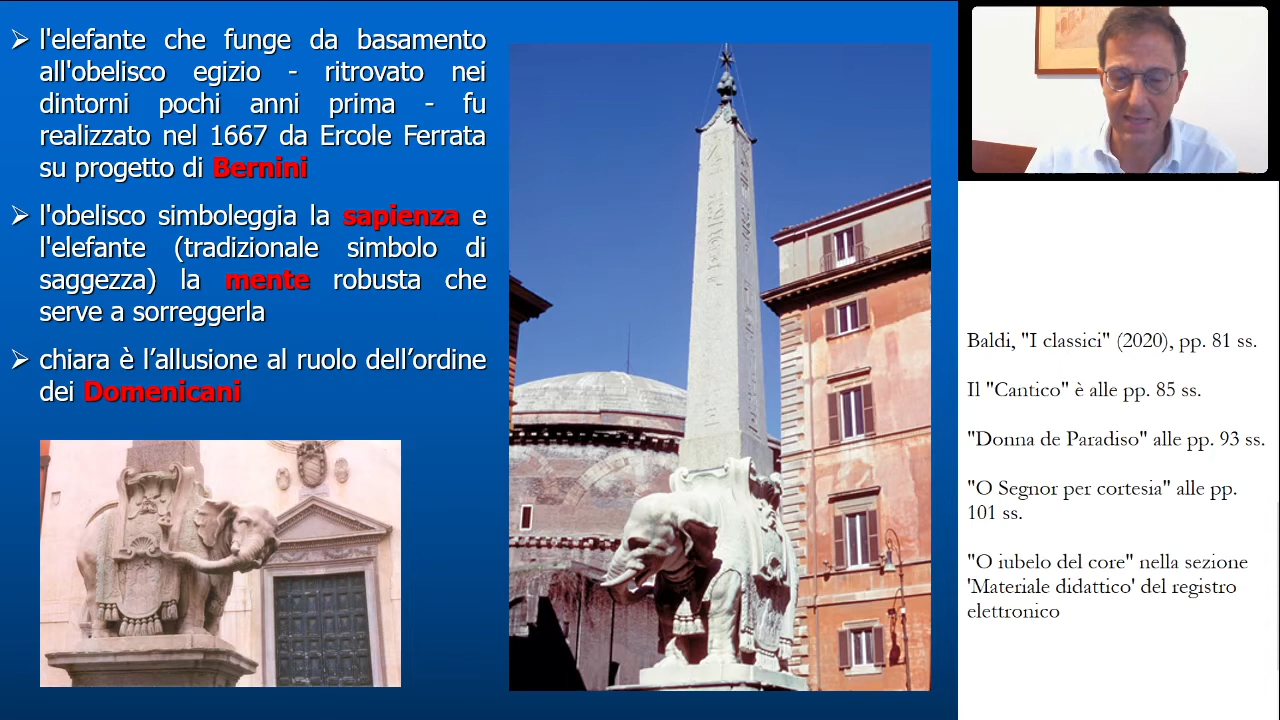 l'elefante che funge da basamento
all'obelisco egizio - ritrovato nei
dintorni pochi anni prima - fu
realizzato nel 1667 da Ercole Ferrata
su progetto di Bernini
l'obelisco simboleggia la sapienza e
l'elefante (tradizionale simbolo di
saggezza) la mente robusta che
serve a sorreggerla
chiara è l’allusione al ruolo dell’ordine
dei Domenicani
Baldi, "I classici" (2020), pp. 81 ss.
Il "Cantico" è alle pp. 85 ss.
"Donna de Paradiso" alle pp. 93 ss.
"O Segnor per cortesia" alle pp.
101 ss.
"O iubelo del core" nella sezione
'Materiale didattico' del registro
elettronico